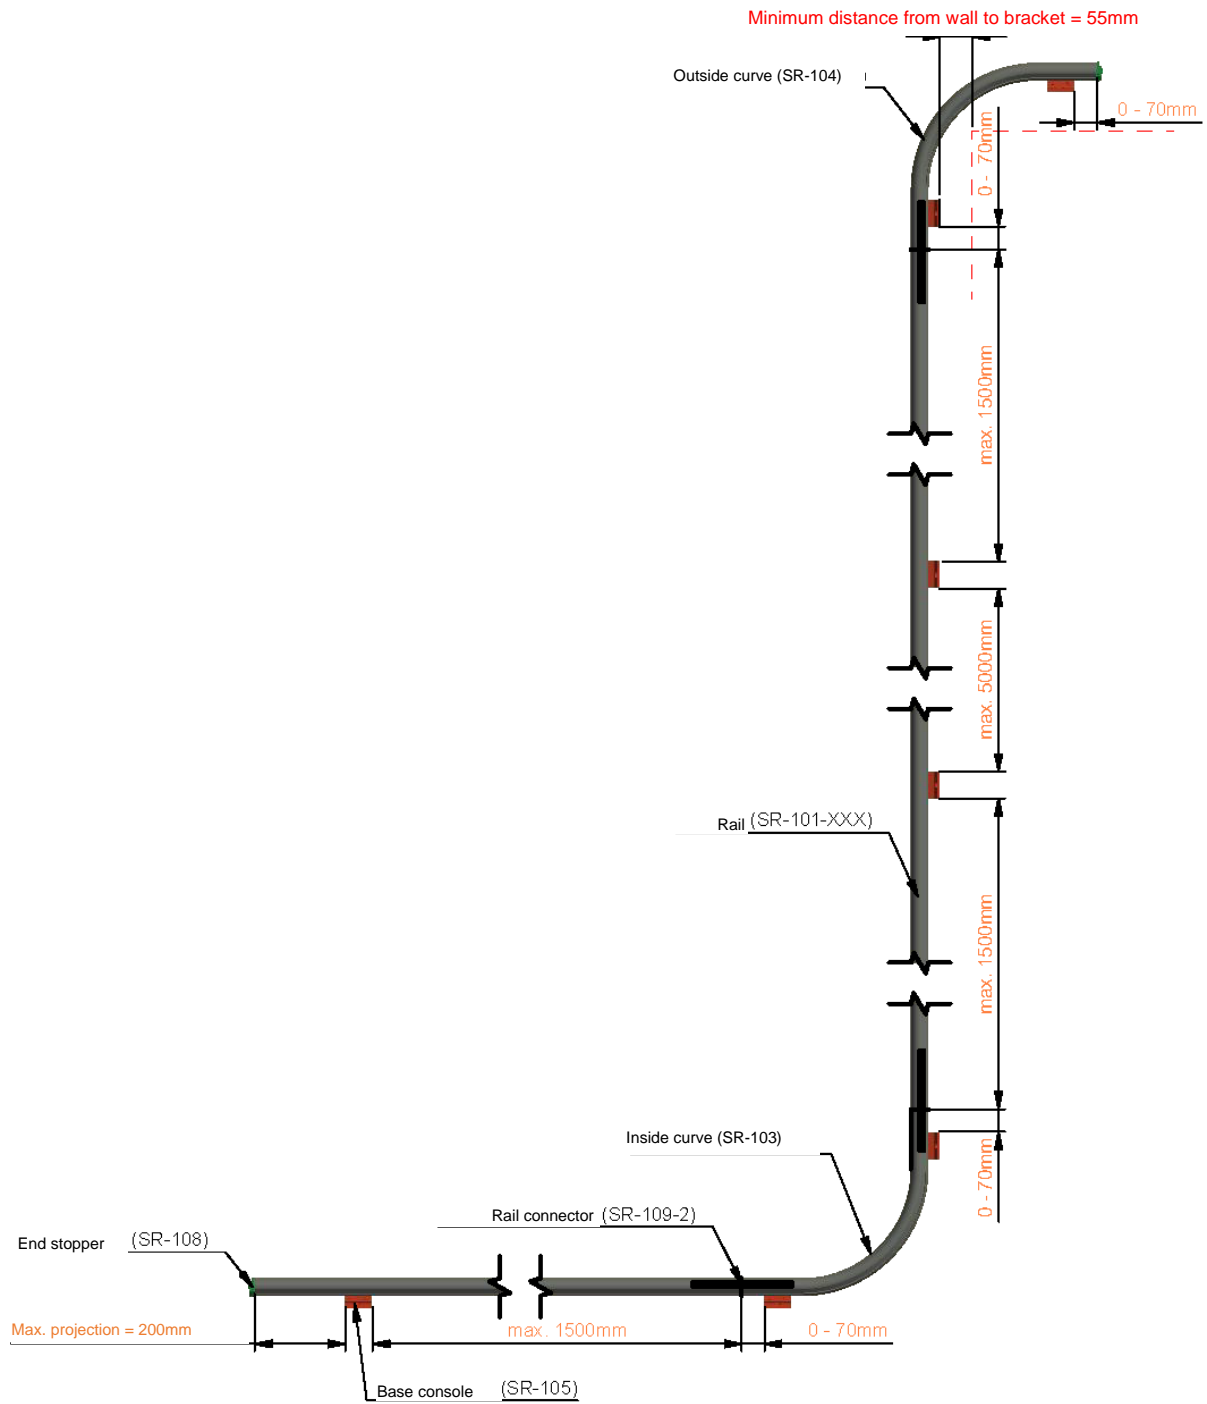 Minimum distance from wall to bracket = 55mm
Outside curve (SR-104)
0 - 70mm
0 - 70mm
max. 1500mm
max. 5000mm
Rail (SR-101-XXX)
max. 1500mm
Inside curve (SR-103)
0 - 70mm
Rail connector (SR-109-2)
End stopper (SR-108)
Max. projection = 200mm
max. 1500mm
0 - 70mm
Base console (SR-105)